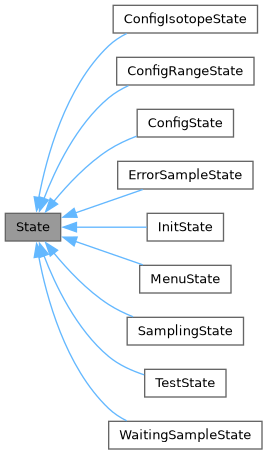 ConfigIsotopeState
ConfigRangeState
ConfigState
ErrorSampleState
State
InitState
MenuState
SamplingState
TestState
WaitingSampleState